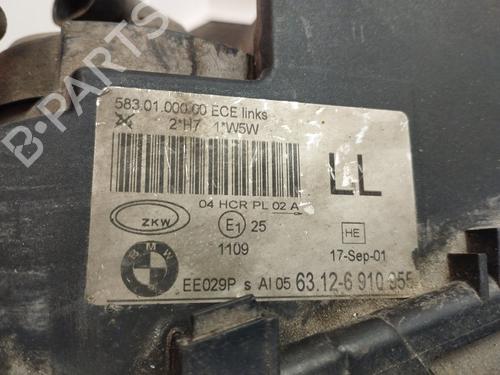 583.01.000.00 ECE links
2*H7 1*W5W
LL
04 HCR PL 02 A
ZKW
E1 25
HE
1109
17-Sep-01
BMW
EE029P s AI 05 63.12-6 910 955
B-PARTS